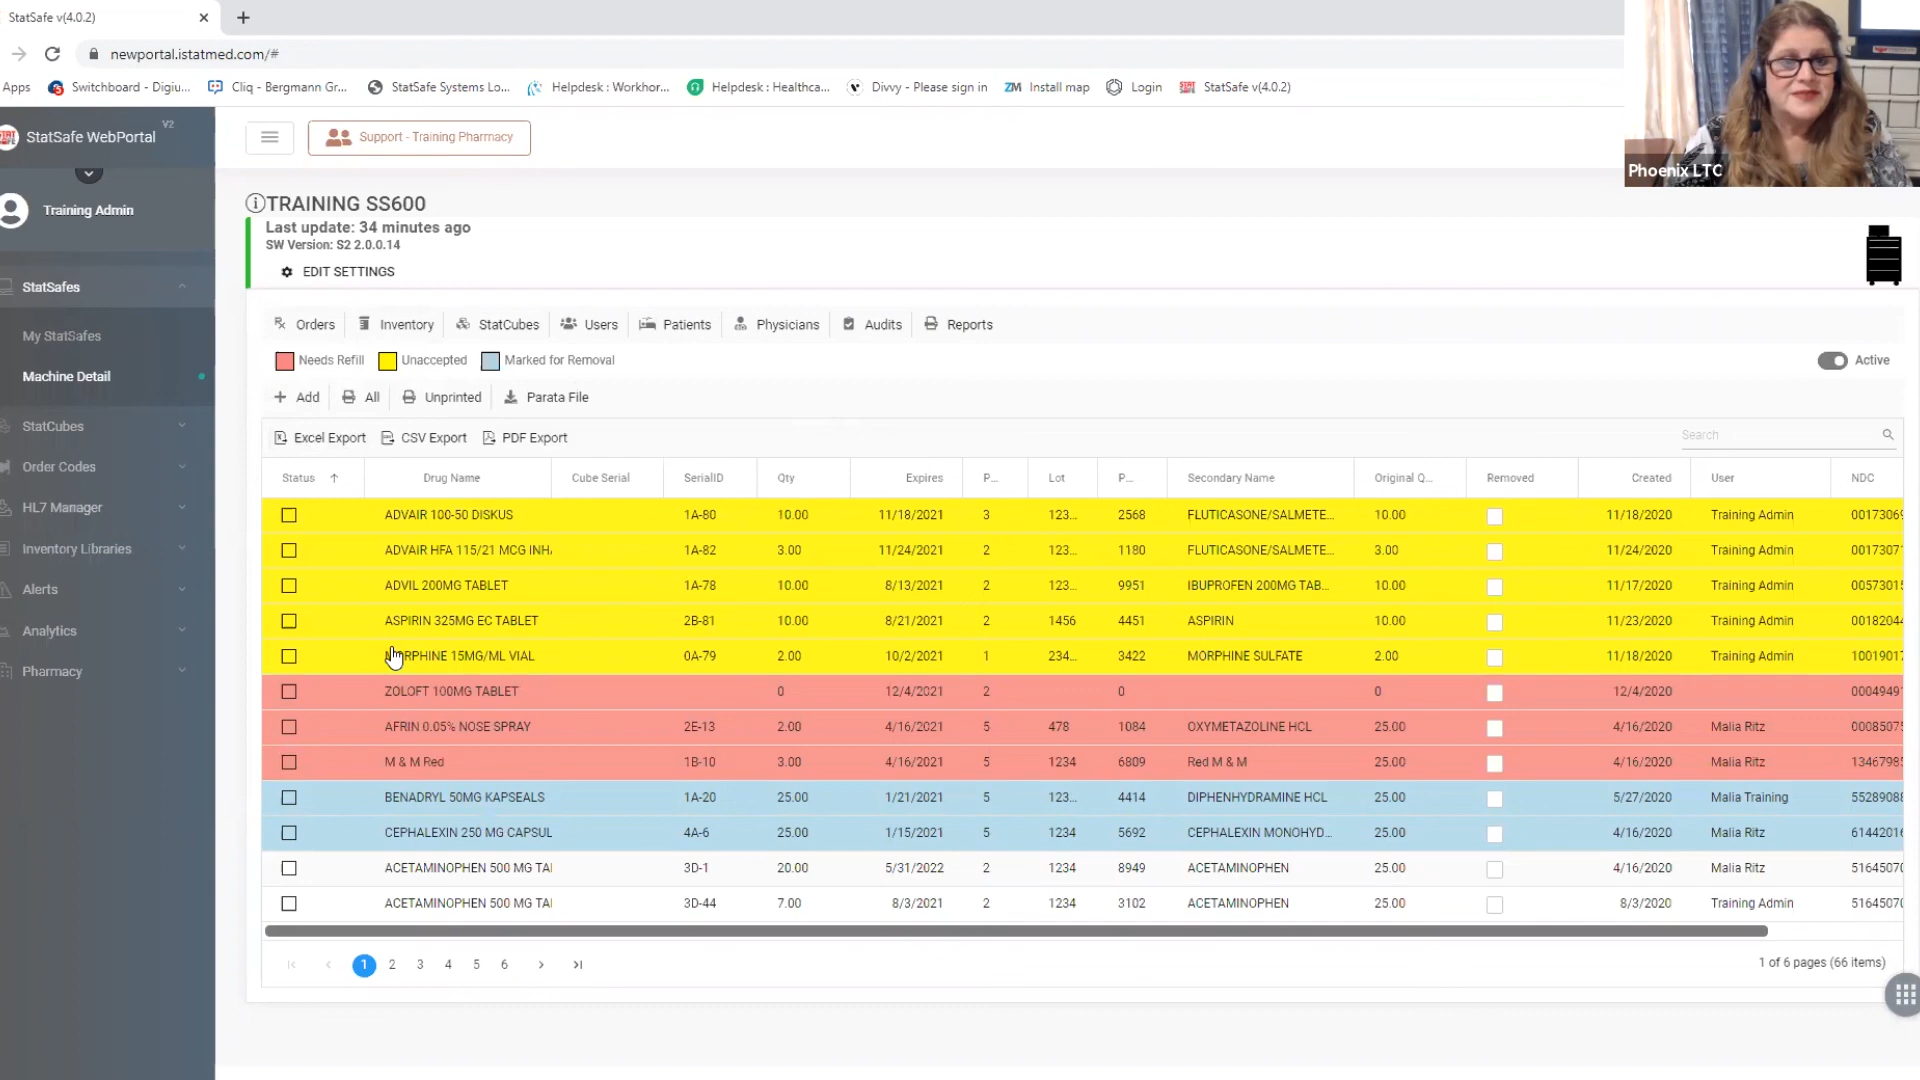 StatSafe v(4.0.2)
newportal.istatmed.com/#
Apps Switchboard - Digiu... Cliq - Bergmann Gr... StatSafe Systems Lo... Helpdesk : Workhor... Helpdesk : Healthca... Divvy - Please sign in ZM Install map Login StatSafe v(4.0.2)
StatSafe WebPortal V2
Support - Training Pharmacy
Phoenix LTC
Training Admin
TRAINING SS600
Last update: 34 minutes ago
SW Version: S2 2.0.0.14
EDIT SETTINGS
StatSafes
My StatSafes
Machine Detail
StatCubes
Order Codes
HL7 Manager
Inventory Libraries
Alerts
Analytics
Pharmacy
Orders Inventory StatCubes Users Patients Physicians Audits Reports
Needs Refill Unaccepted Marked for Removal Active
+ Add All Unprinted Parata File
Excel Export CSV Export PDF Export Search
Status Drug Name Cube Serial SerialID Qty Expires P... Lot P... Secondary Name Original Q... Removed Created User NDC
ADVAIR 100-50 DISKUS 1A-80 10.00 11/18/2021 3 123... 2568 FLUTICASONE/SALMETE... 10.00 11/18/2020 Training Admin 00173069
ADVAIR HFA 115/21 MCG INH 1A-82 3.00 11/24/2021 2 123... 1180 FLUTICASONE/SALMETE... 3.00 11/24/2020 Training Admin 0017307
ADVIL 200MG TABLET 1A-78 10.00 8/13/2021 2 123... 9951 IBUPROFEN 200MG TAB... 10.00 11/17/2020 Training Admin 00573015
ASPIRIN 325MG EC TABLET 2B-81 10.00 8/21/2021 2 1456 4451 ASPIRIN 10.00 11/23/2020 Training Admin 00182044
MORPHINE 15MG/ML VIAL 0A-79 2.00 10/2/2021 1 234... 3422 MORPHINE SULFATE 2.00 11/18/2020 Training Admin 10019017
ZOLOFT 100MG TABLET 0 12/4/2021 2 0 0 12/4/2020 0004949
AFRIN 0.05% NOSE SPRAY 2E-13 2.00 4/16/2021 5 478 1084 OXYMETAZOLINE HCL 25.00 4/16/2020 Malia Ritz 00085075
M & M Red 1B-10 3.00 4/16/2021 5 1234 6809 Red M & M 25.00 4/16/2020 Malia Ritz 13467985
BENADRYL 50MG KAPSEALS 1A-20 25.00 1/21/2021 5 123... 4414 DIPHENHYDRAMINE HCL 25.00 5/27/2020 Malia Training 55289088
CEPHALEXIN 250 MG CAPSUL 4A-6 25.00 1/15/2021 5 1234 5692 CEPHALEXIN MONOHYD... 25.00 4/16/2020 Malia Ritz 61442016
ACETAMINOPHEN 500 MG TA 3D-1 20.00 5/31/2022 2 1234 8949 ACETAMINOPHEN 25.00 4/16/2020 Malia Ritz 51645070
ACETAMINOPHEN 500 MG TA 3D-44 7.00 8/3/2021 2 1234 3102 ACETAMINOPHEN 25.00 8/3/2020 Training Admin 51645070
1 2 3 4 5 6 1 of 6 pages (66 items)